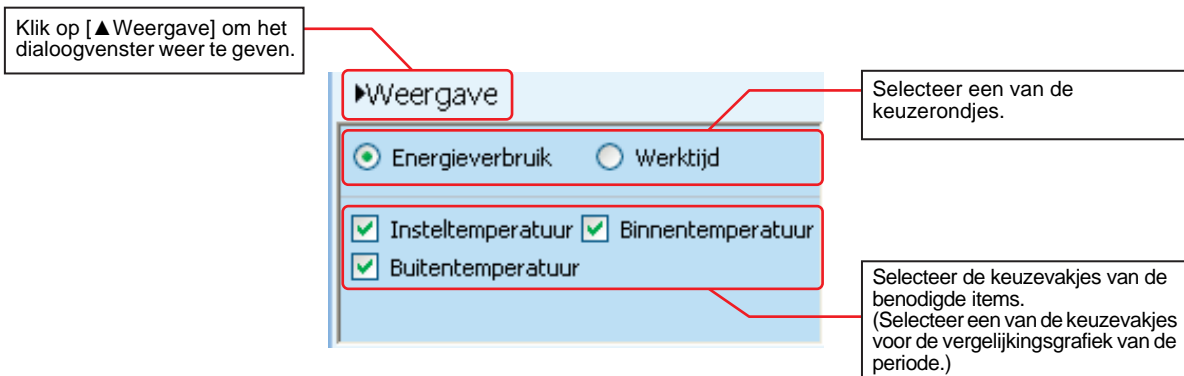 Klik op [▲Weergave] om het
dialoogvenster weer te geven.
▶Weergave
Selecteer een van de
keuzerondjes.
Energieverbruik Werktijd
Insteltemperatuur Binnentemperatuur
Buitentemperatuur
Selecteer de keuzevakjes van de
benodigde items.
(Selecteer een van de keuzevakjes
voor de vergelijkingsgrafiek van de
periode.)